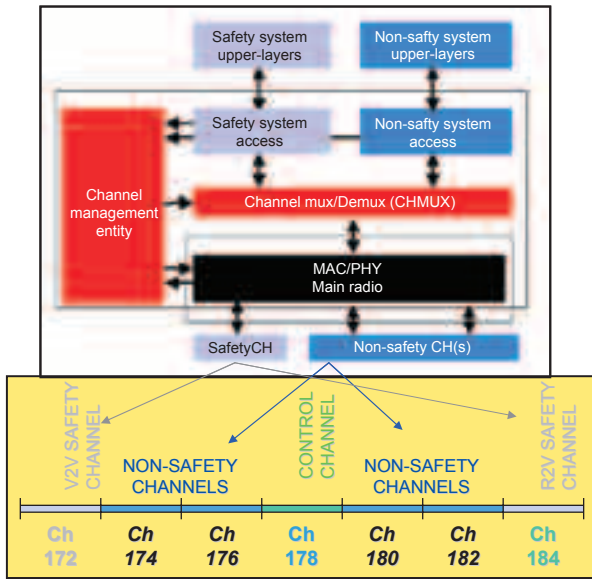 Safety system
upper-layers
Non-safty system
upper-layers
Safety system
access
Non-safty system
access
Channel
management
entity
Channel mux/Demux (CHMUX)
MAC/PHY
Main radio
SafetyCH
Non-safety CH(s)
V2V SAFETY
CHANNEL
NON-SAFETY
CHANNELS
CONTROL
CHANNEL
NON-SAFETY
CHANNELS
R2V SAFETY
CHANNEL
Ch
172
Ch
174
Ch
176
Ch
178
Ch
180
Ch
182
Ch
184